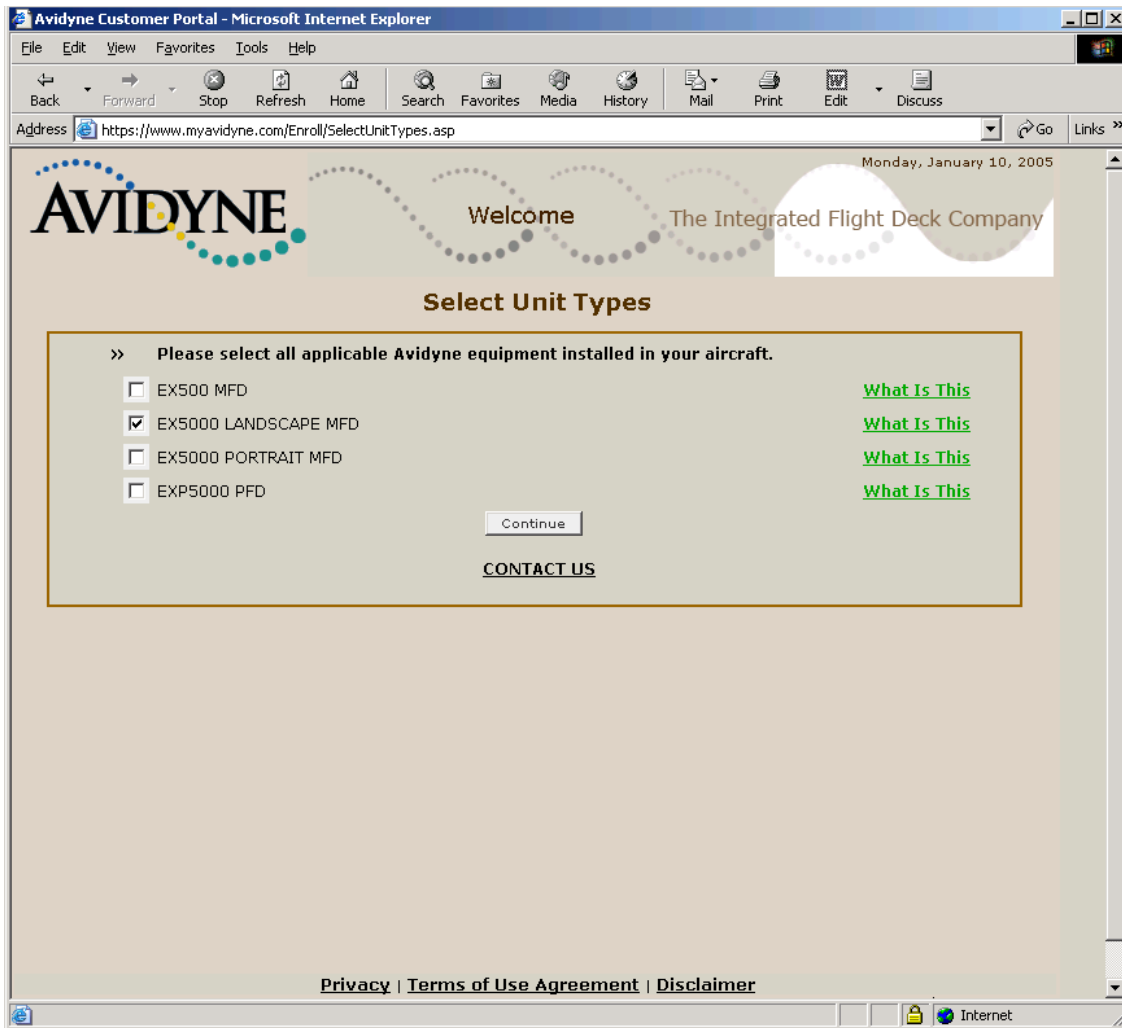 Avidyne Customer Portal - Microsoft Internet Explorer
File Edit View Favorites Tools Help
Back Forward Stop Refresh Home Search Favorites Media History Mail Print Edit Discuss
Address https://www.myavidyne.com/Enroll/SelectUnitTypes.asp Go Links »
Monday, January 10, 2005
AVIDYNE Welcome The Integrated Flight Deck Company
Select Unit Types
» Please select all applicable Avidyne equipment installed in your aircraft.
EX500 MFD What Is This
EX5000 LANDSCAPE MFD What Is This
EX5000 PORTRAIT MFD What Is This
EXP5000 PFD What Is This
Continue
CONTACT US
Privacy | Terms of Use Agreement | Disclaimer
Internet